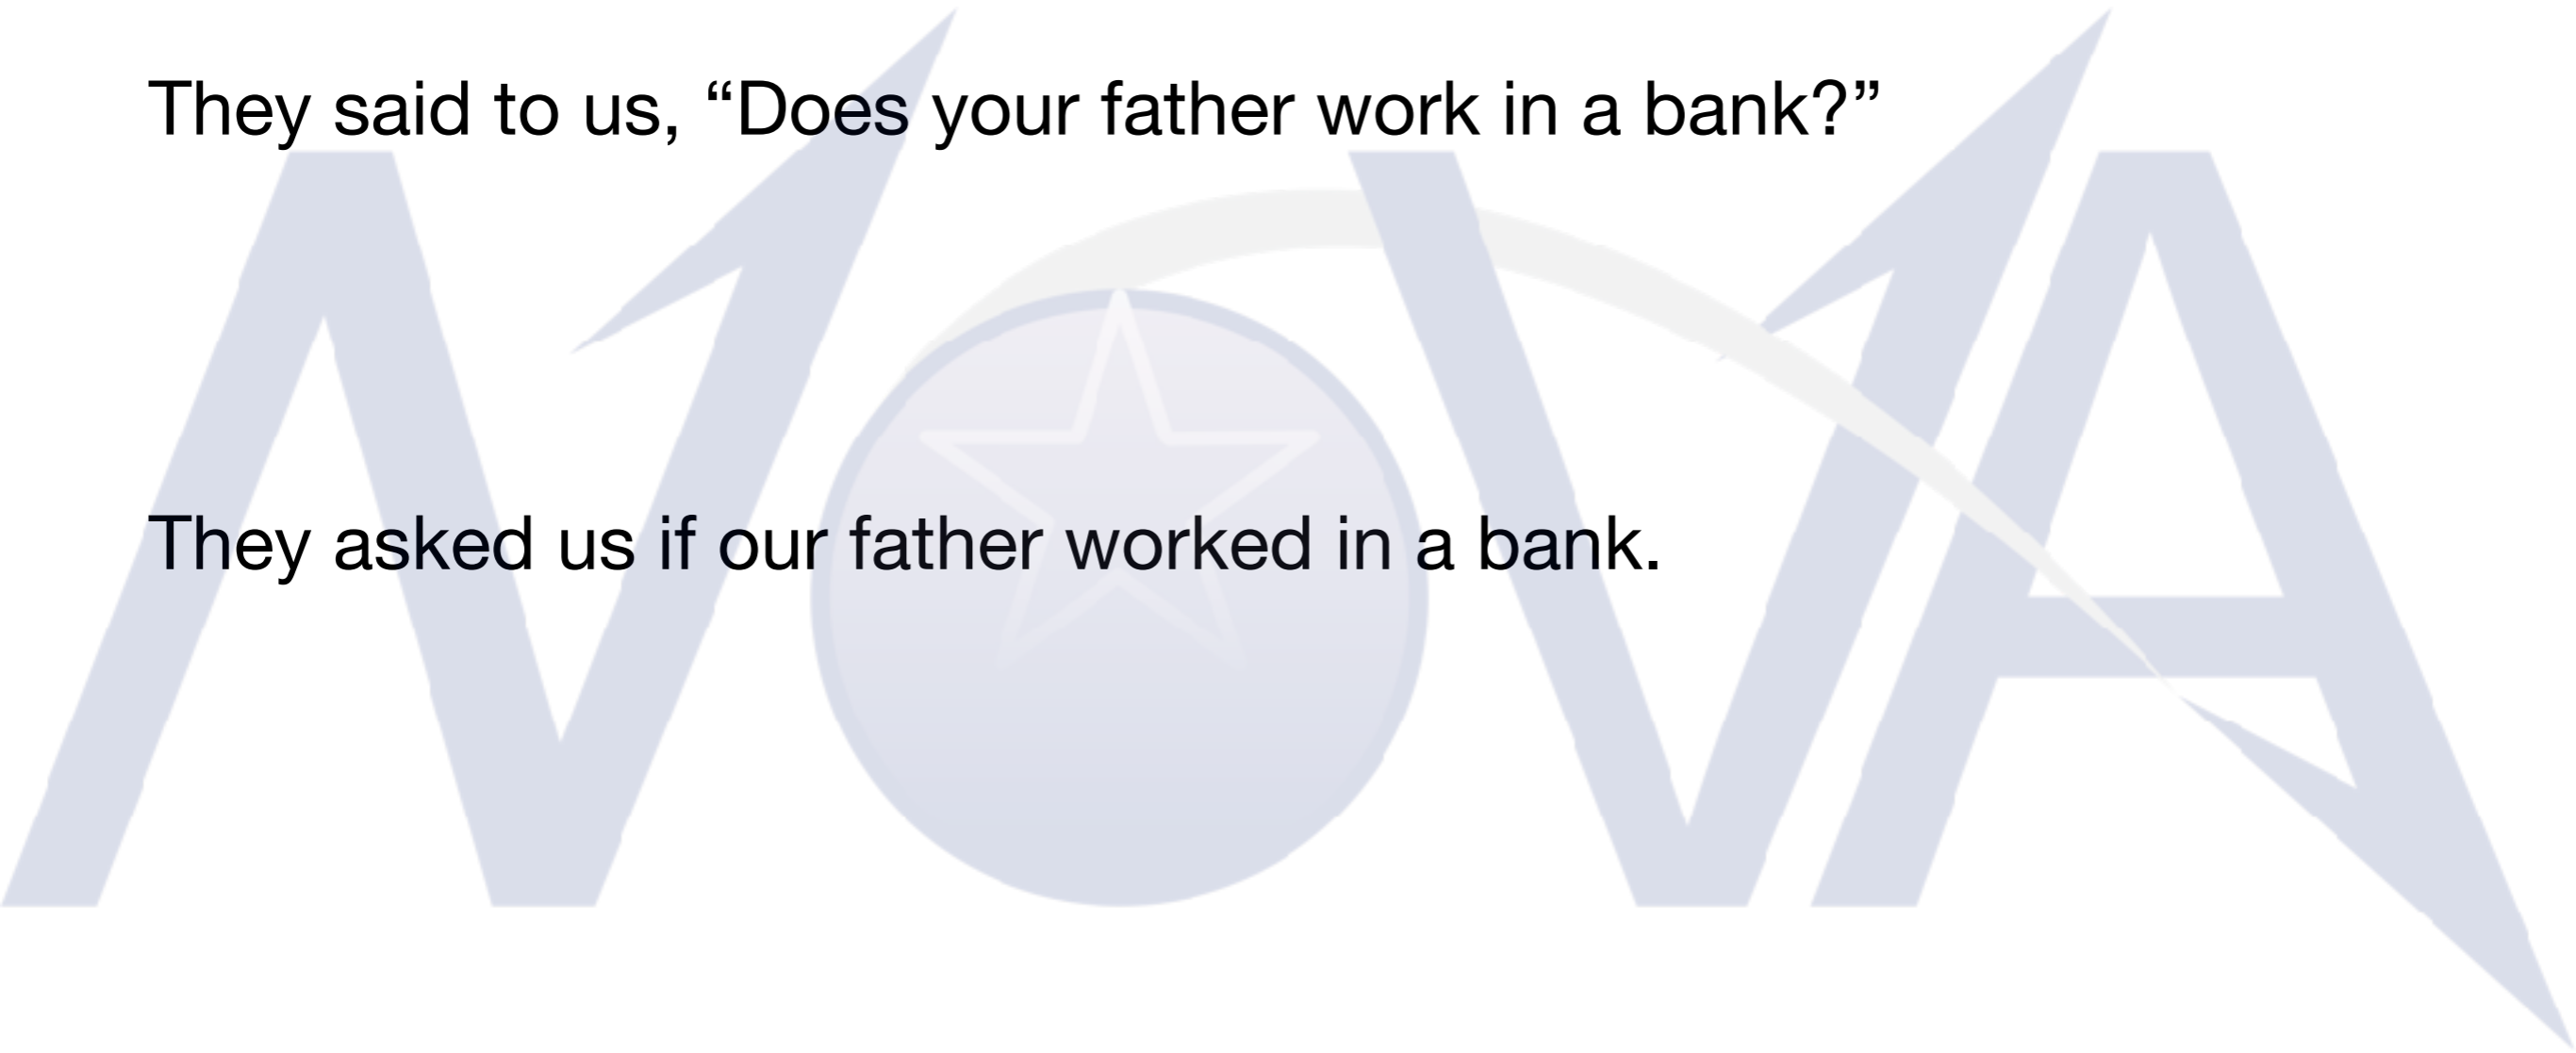 They said to us, “Does your father work in a bank?”
They asked us if our father worked in a bank.
NOVA